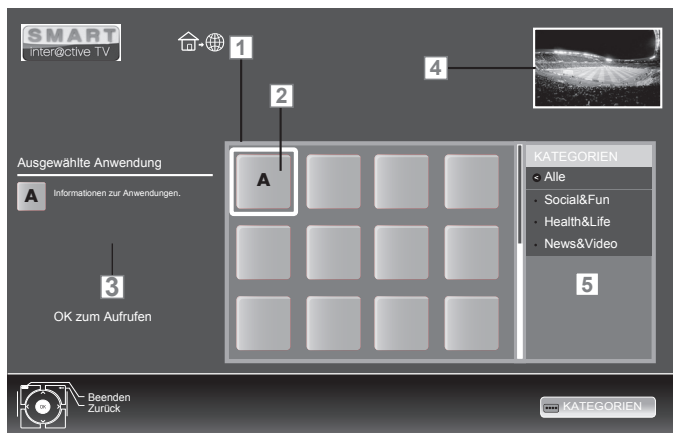 SMART
inter@ctive TV
1
2
4
Ausgewählte Anwendung
A
Informationen zur Anwendungen.
3
OK zum Aufrufen
A
KATEGORIEN
Alle
Social&Fun
Health&Life
News&Video
5
OK
Beenden
Zurück
KATEGORIEN